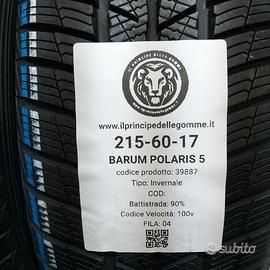 IL PRINCIPE DELLE GOMME
www.ilprincipedellegomme.it
215-60-17
BARUM POLARIS 5
codice prodotto: 39887
Tipo: Invernale
COD:
Battistrada: 90%
Codice Velocità: 100v
FILA: 04
subito